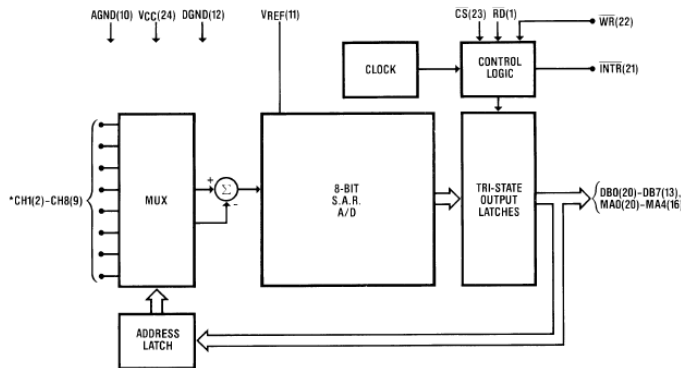 AGND(10) VCC(24) DGND(12) VREF(11) CS(23) RD(1) WR(22)
CLOCK
CONTROL
LOGIC
INTR(21)
*CH1(2)-CH8(9)
MUX
+
Σ
-
8-BIT
S.A.R.
A/D
TRI-STATE
OUTPUT
LATCHES
DB0(20)-DB7(13),
MA0(20)-MA4(16)
ADDRESS
LATCH